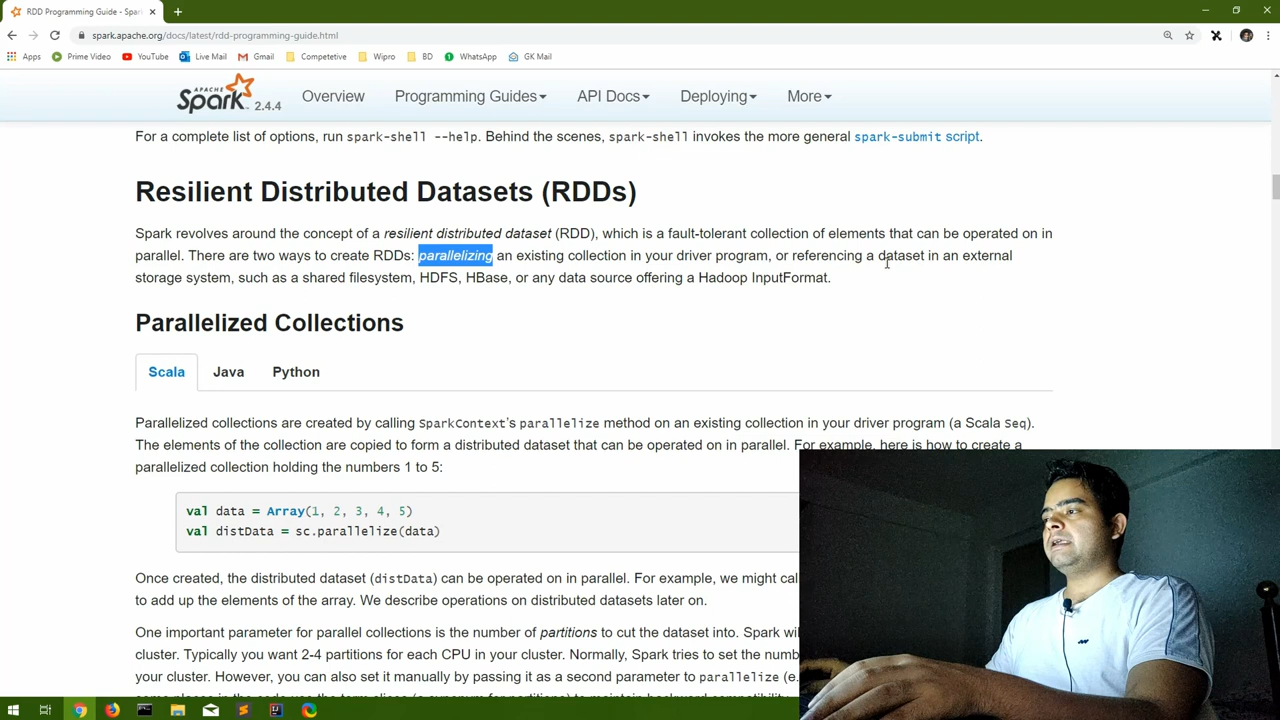 RDD Programming Guide - Spar
spark.apache.org/docs/latest/rdd-programming-guide.html
Apps Prime Video YouTube Live Mail Gmail Competetive Wipro BD WhatsApp GK Mail
APACHE Spark 2.4.4 Overview Programming Guides API Docs Deploying More
For a complete list of options, run spark-shell --help. Behind the scenes, spark-shell invokes the more general spark-submit script.
Resilient Distributed Datasets (RDDs)
Spark revolves around the concept of a resilient distributed dataset (RDD), which is a fault-tolerant collection of elements that can be operated on in
parallel. There are two ways to create RDDs: parallelizing an existing collection in your driver program, or referencing a dataset in an external
storage system, such as a shared filesystem, HDFS, HBase, or any data source offering a Hadoop InputFormat.
Parallelized Collections
Scala Java Python
Parallelized collections are created by calling SparkContext's parallelize method on an existing collection in your driver program (a Scala Seq).
The elements of the collection are copied to form a distributed dataset that can be operated on in parallel. For example, here is how to create a
parallelized collection holding the numbers 1 to 5:
val data = Array(1, 2, 3, 4, 5)
val distData = sc.parallelize(data)
Once created, the distributed dataset (distData) can be operated on in parallel. For example, we might cal
to add up the elements of the array. We describe operations on distributed datasets later on.
One important parameter for parallel collections is the number of partitions to cut the dataset into. Spark wil
cluster. Typically you want 2-4 partitions for each CPU in your cluster. Normally, Spark tries to set the numb
your cluster. However, you can also set it manually by passing it as a second parameter to parallelize (e.